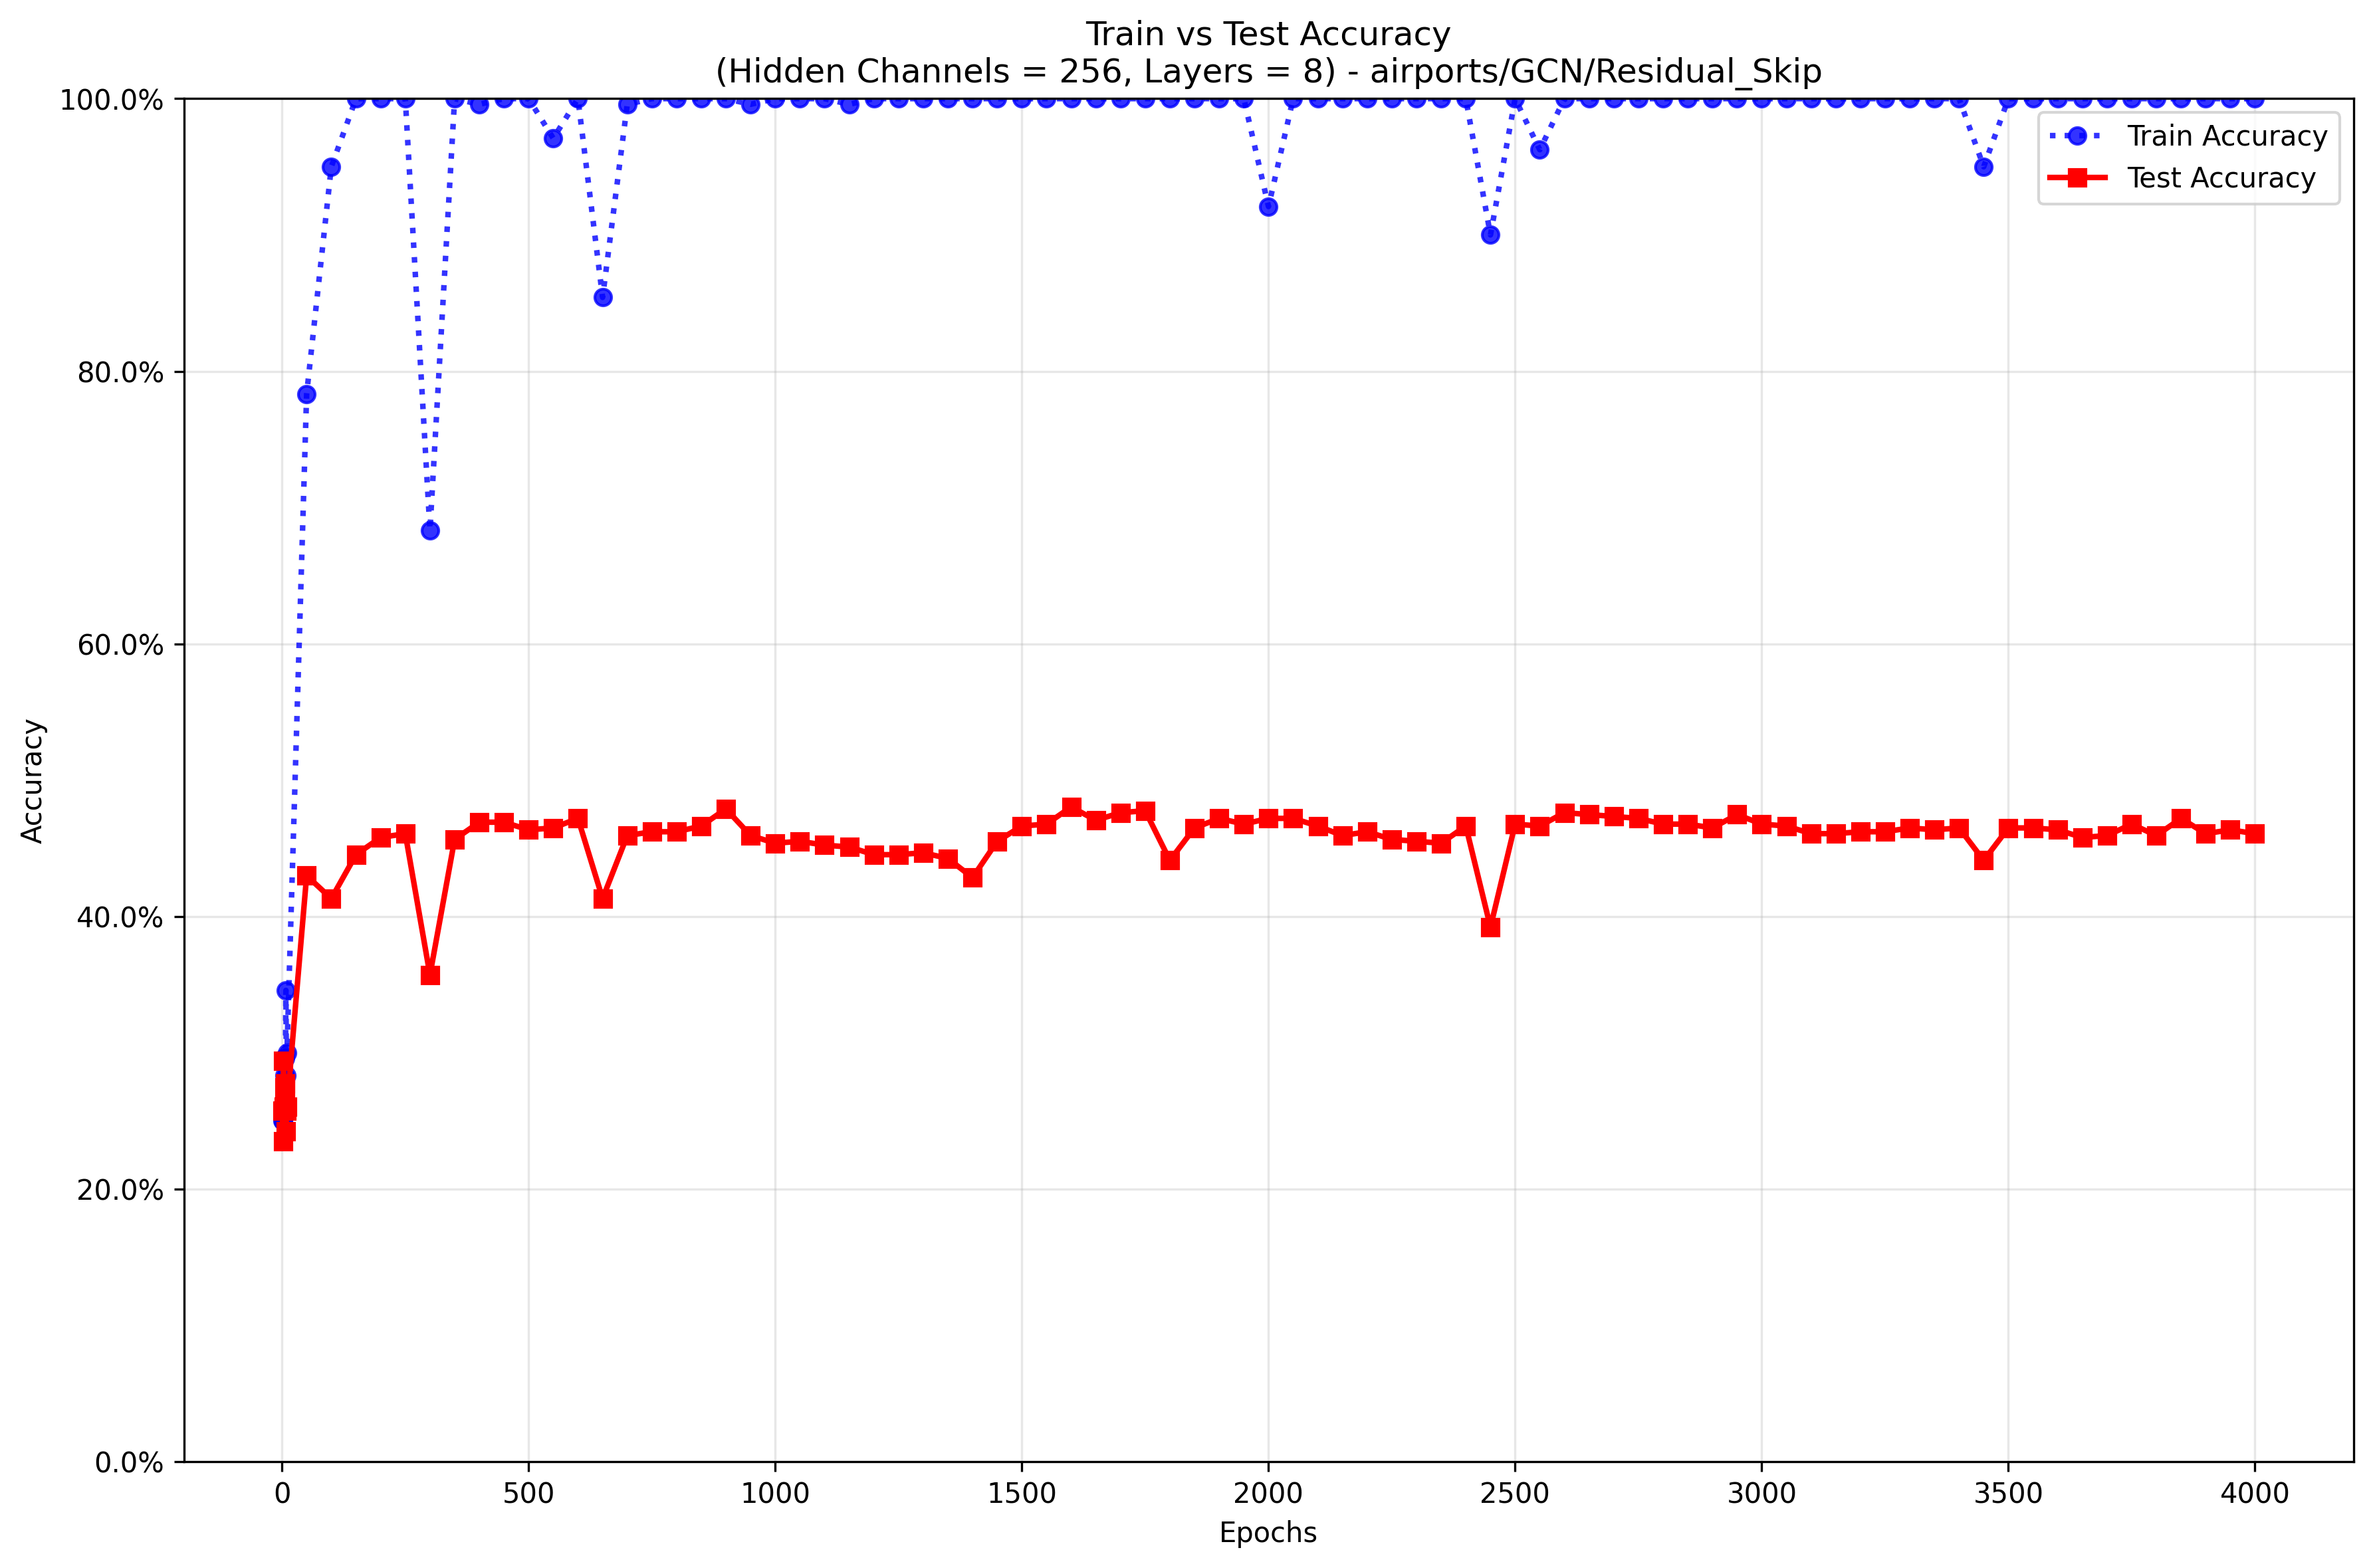 Train vs Test Accuracy
(Hidden Channels = 256, Layers = 8) - airports/GCN/Residual_Skip
100.0%
80.0%
60.0%
40.0%
20.0%
0.0%
Accuracy
Train Accuracy
Test Accuracy
0 500 1000 1500 2000 2500 3000 3500 4000
Epochs